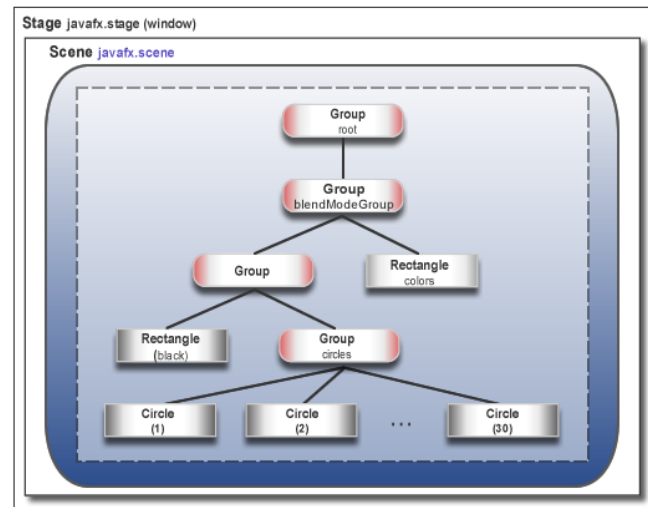 Stage javafx.stage (window)
Scene javafx.scene
Group
root
Group
blendModeGroup
Group
Rectangle
colors
Rectangle
(black)
Group
circles
Circle
(1)
Circle
(2)
...
Circle
(30)